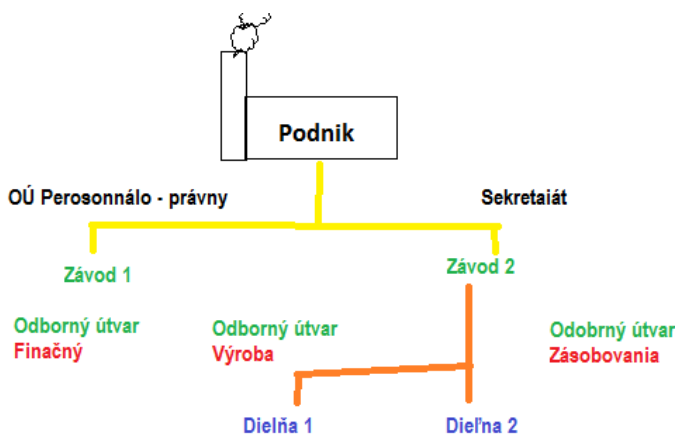 Podnik
OÚ Perosonnálo - právny
Sekretaiát
Závod 1
Závod 2
Odborný útvar
Finačný
Odborný útvar
Výroba
Odobrný útvar
Zásobovania
Dielňa 1
Dieľna 2